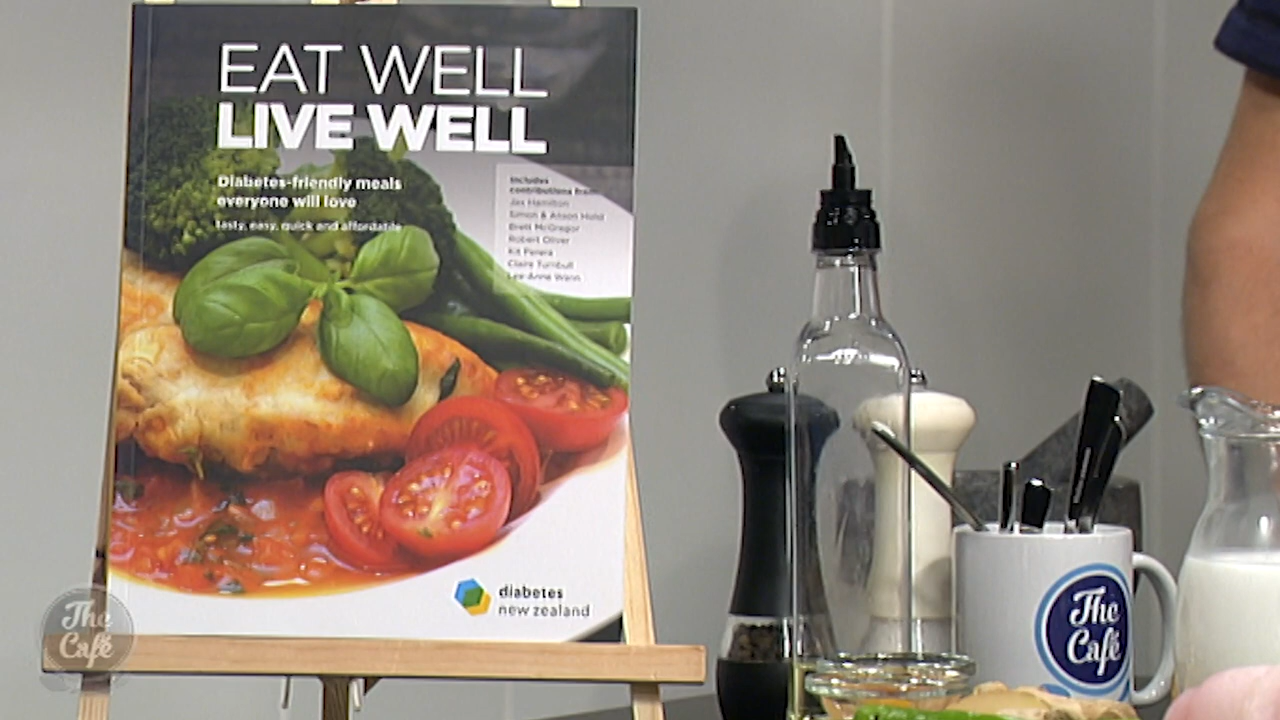 EAT WELL
LIVE WELL
Diabetes-friendly meals
everyone will love
tasty, easy, quick and affordable
Includes
contributions from:
Jax Hamilton
Simon & Alison Holst
Brett McGregor
Robert Oliver
Kit Perera
Claire Turnbull
Lee-Anne Wann
diabetes
new zealand
The
Café
The
Café